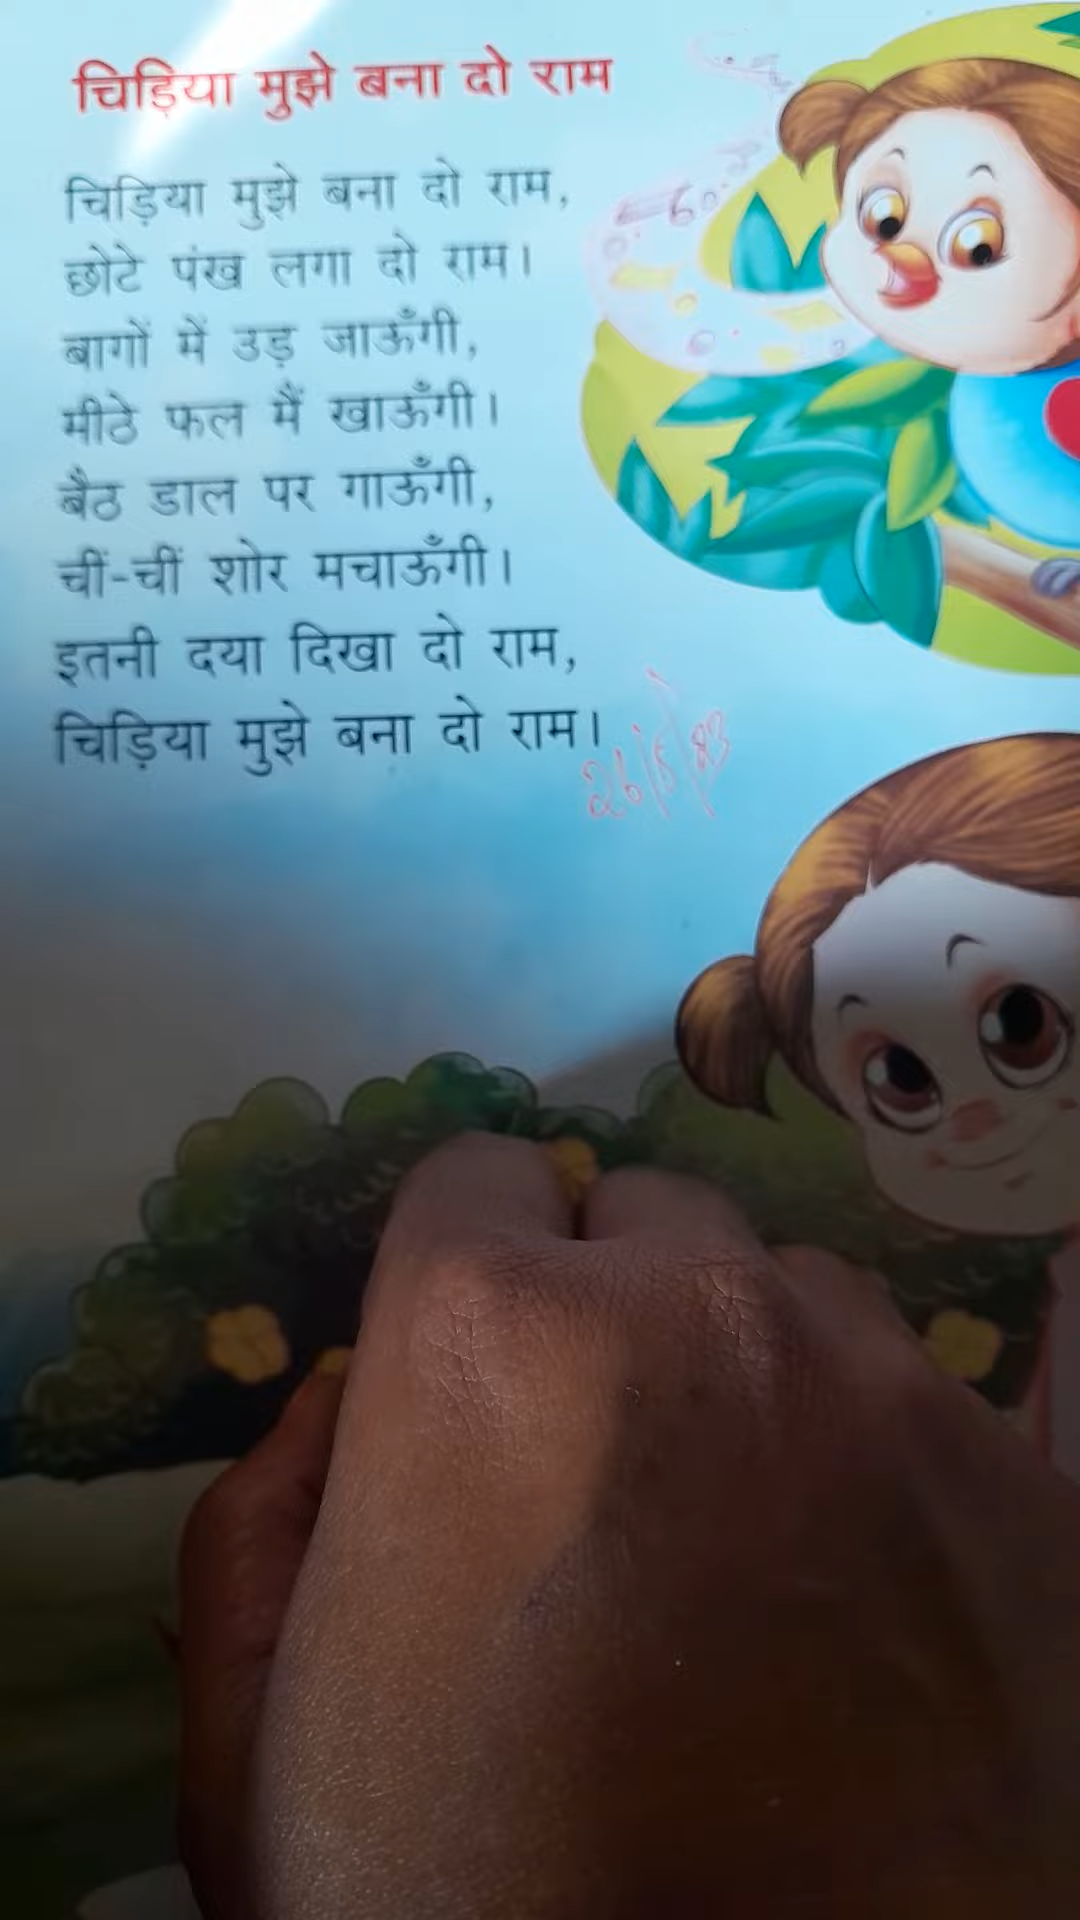 चिड़िया मुझे बना दो राम
चिड़िया मुझे बना दो राम,
छोटे पंख लगा दो राम।
बागों में उड़ जाऊँगी,
मीठे फल मैं खाऊँगी।
बैठ डाल पर गाऊँगी,
चीं-चीं शोर मचाऊँगी।
इतनी दया दिखा दो राम,
चिड़िया मुझे बना दो राम।